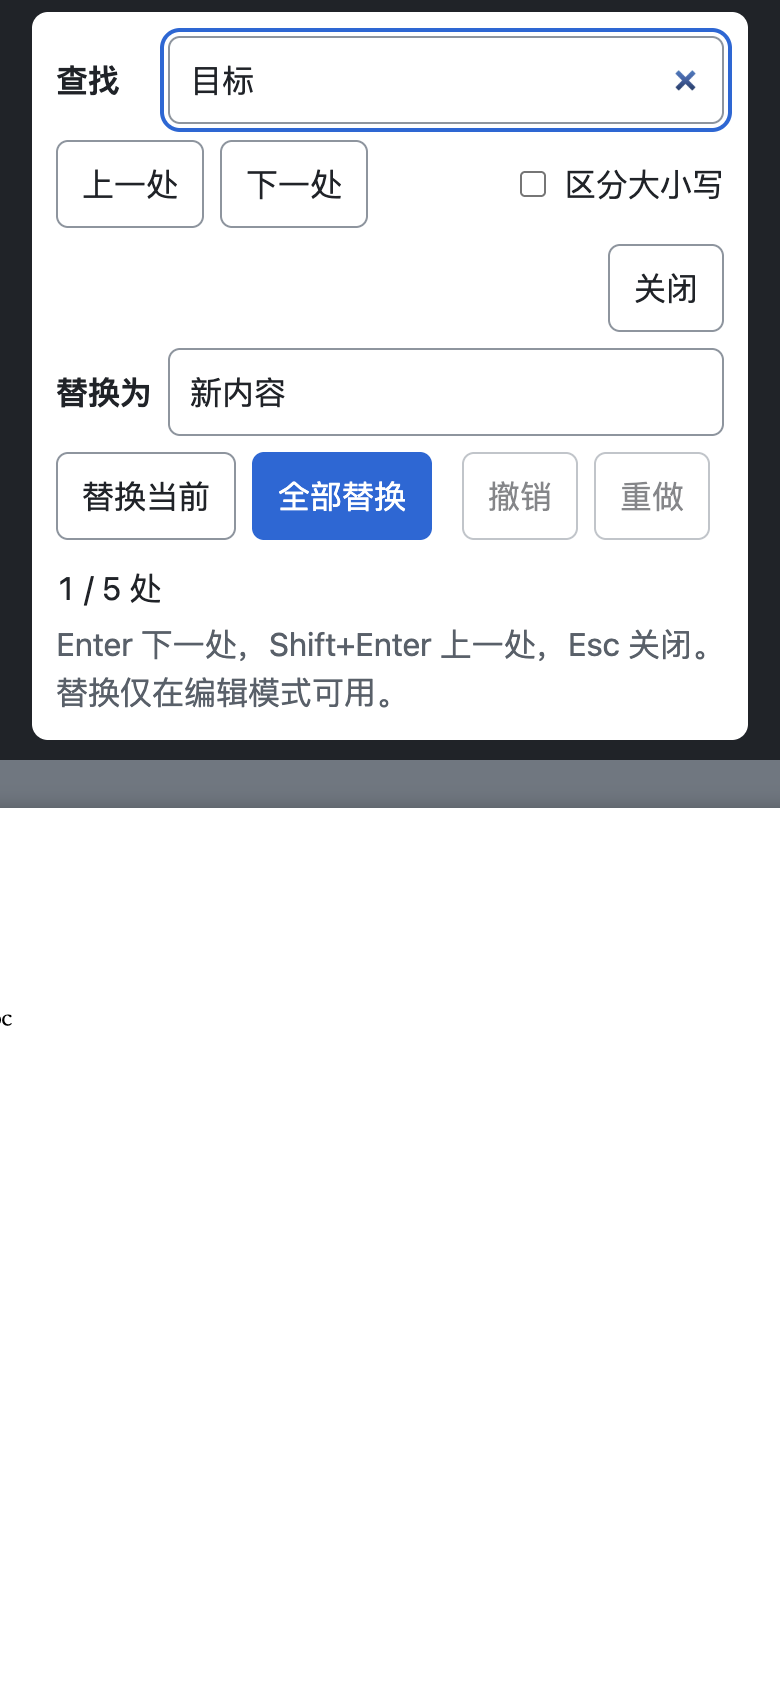 查找 目标
上一处 下一处 区分大小写
关闭
替换为 新内容
替换当前 全部替换 撤销 重做
1 / 5 处
Enter 下一处，Shift+Enter 上一处，Esc 关闭。
替换仅在编辑模式可用。